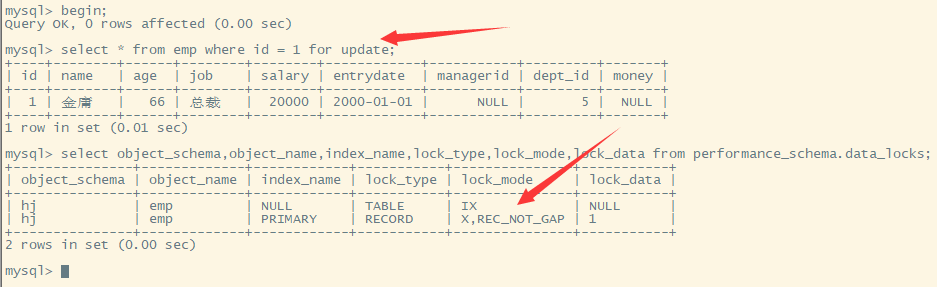 mysql> begin;
Query OK, 0 rows affected (0.00 sec)
mysql> select * from emp where id = 1 for update;
+----+--------+-----+--------+--------+------------+-----------+---------+-------+
| id | name | age | job | salary | entrydate | managerid | dept_id | money |
+----+--------+-----+--------+--------+------------+-----------+---------+-------+
| 1 | 金庸 | 66 | 总裁 | 20000 | 2000-01-01 | NULL | 5 | NULL |
+----+--------+-----+--------+--------+------------+-----------+---------+-------+
1 row in set (0.01 sec)
mysql> select object_schema,object_name,index_name,lock_type,lock_mode,lock_data from performance_schema.data_locks;
+---------------+-------------+------------+-----------+---------------+-----------+
| object_schema | object_name | index_name | lock_type | lock_mode | lock_data |
+---------------+-------------+------------+-----------+---------------+-----------+
| hj | emp | NULL | TABLE | IX | NULL |
| hj | emp | PRIMARY | RECORD | X,REC_NOT_GAP | 1 |
+---------------+-------------+------------+-----------+---------------+-----------+
2 rows in set (0.00 sec)
mysql>